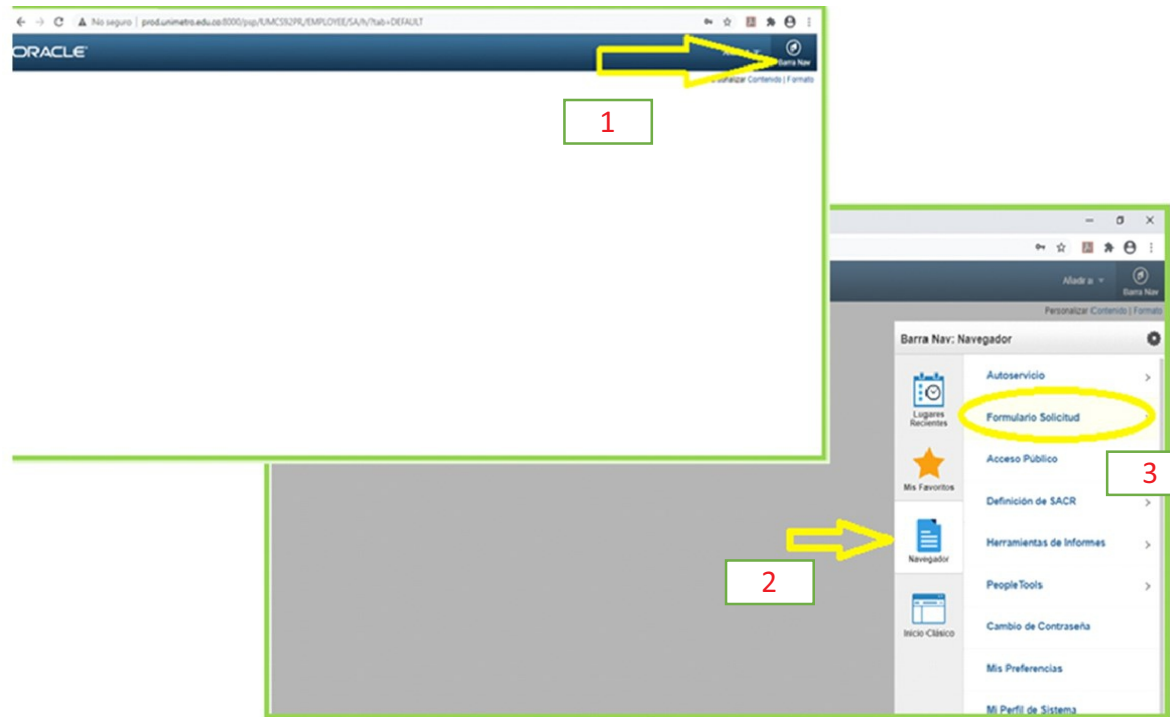 No seguro | prod.unimetro.edu.co:8000/psp/UMCS92PR/EMPLOYEE/SA/h/?tab=DEFAULT
ORACLE
Barra Nav
Personalizar Contenido | Formato
1
Añadir a
Barra Nav
Personalizar Contenido | Formato
Barra Nav: Navegador
Lugares
Recientes
Mis Favoritos
Navegador
Inicio Clásico
Autoservicio
Formulario Solicitud
Acceso Público
Definición de SACR
Herramientas de Informes
PeopleTools
Cambio de Contraseña
Mis Preferencias
Mi Perfil de Sistema
3
2